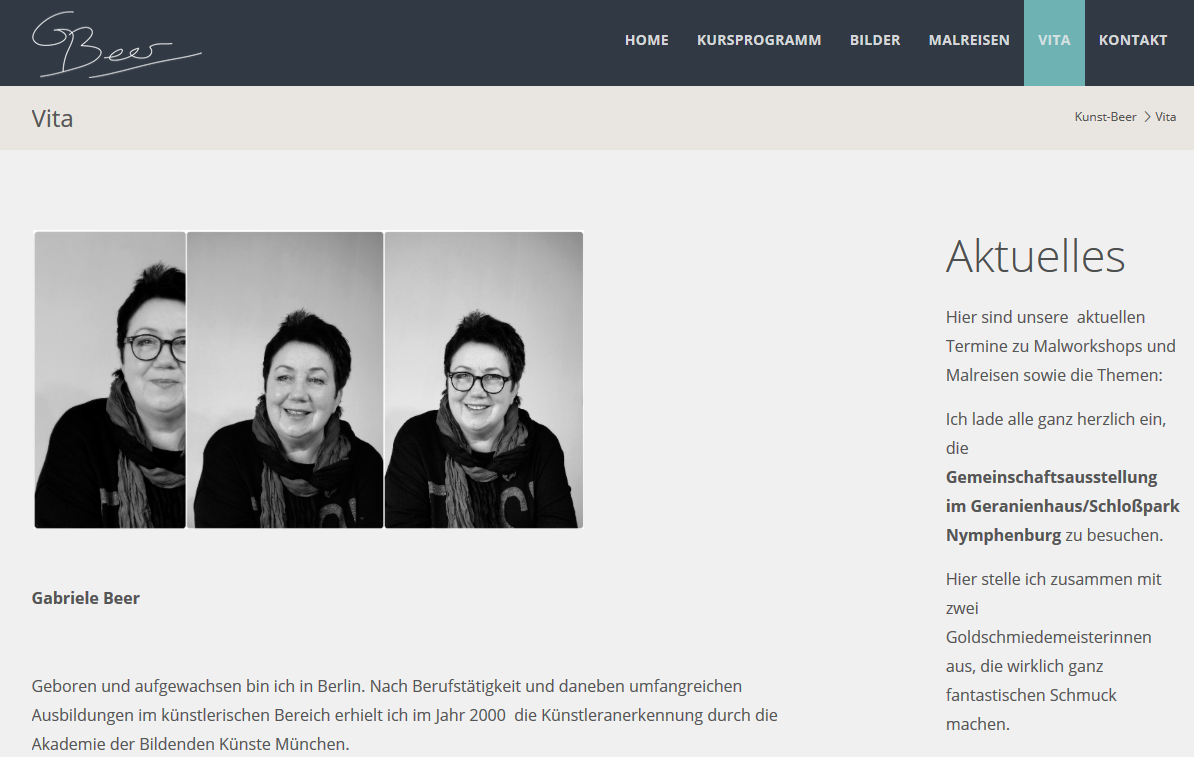 GBeer
HOME KURSPROGRAMM BILDER MALREISEN VITA KONTAKT
Vita
Kunst-Beer > Vita
Gabriele Beer
Geboren und aufgewachsen bin ich in Berlin. Nach Berufstätigkeit und daneben umfangreichen
Ausbildungen im künstlerischen Bereich erhielt ich im Jahr 2000 die Künstleranerkennung durch die
Akademie der Bildenden Künste München.
Aktuelles
Hier sind unsere aktuellen
Termine zu Malworkshops und
Malreisen sowie die Themen:
Ich lade alle ganz herzlich ein,
die
Gemeinschaftsausstellung
im Geranienhaus/Schloßpark
Nymphenburg zu besuchen.
Hier stelle ich zusammen mit
zwei
Goldschmiedemeisterinnen
aus, die wirklich ganz
fantastischen Schmuck
machen.